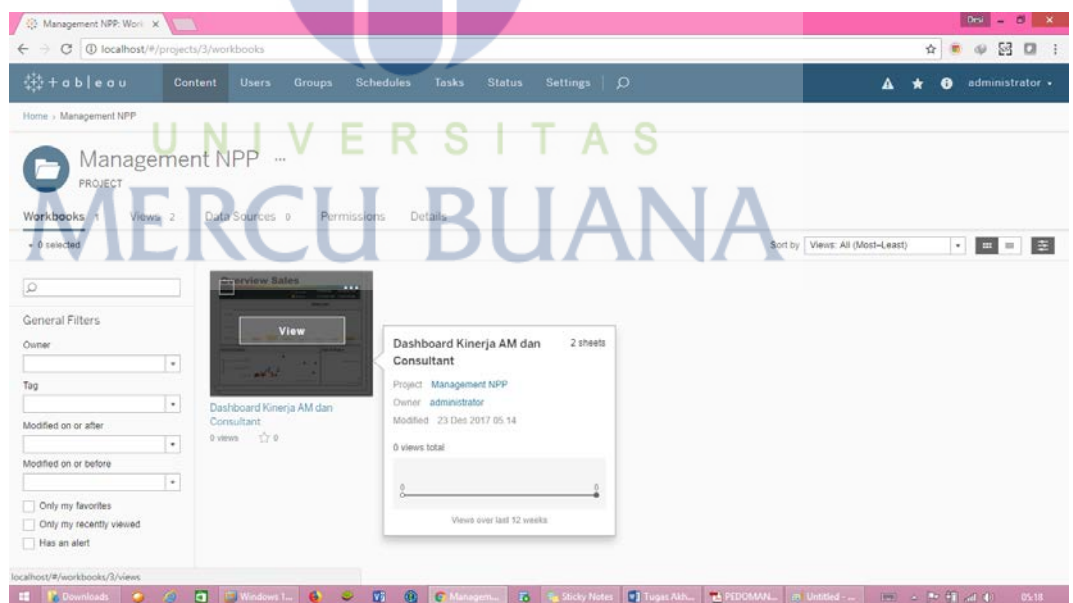 Management NPP: Work
Desi
localhost/#/projects/3/workbooks
+ableau Content Users Groups Schedules Tasks Status Settings administrator
Home › Management NPP
UNIVERSITAS
Management NPP ...
PROJECT
MERCU BUANA
Workbooks 1 Views 2 Data Sources 0 Permissions Details
0 selected
Sort by Views: All (Most–Least)
Overview Sales
View
General Filters
Owner
Tag
Modified on or after
Modified on or before
Only my favorites
Only my recently viewed
Has an alert
Dashboard Kinerja AM dan
Consultant
0 views 0
Dashboard Kinerja AM dan 2 sheets
Consultant
Project Management NPP
Owner administrator
Modified 23 Des 2017 05.14
0 views total
0 0
Views over last 12 weeks
localhost/#/workbooks/3/views
Downloads Windows 1... Managem... Sticky Notes Tugas Akh... PEDOMAN... Untitled - ... 05:18